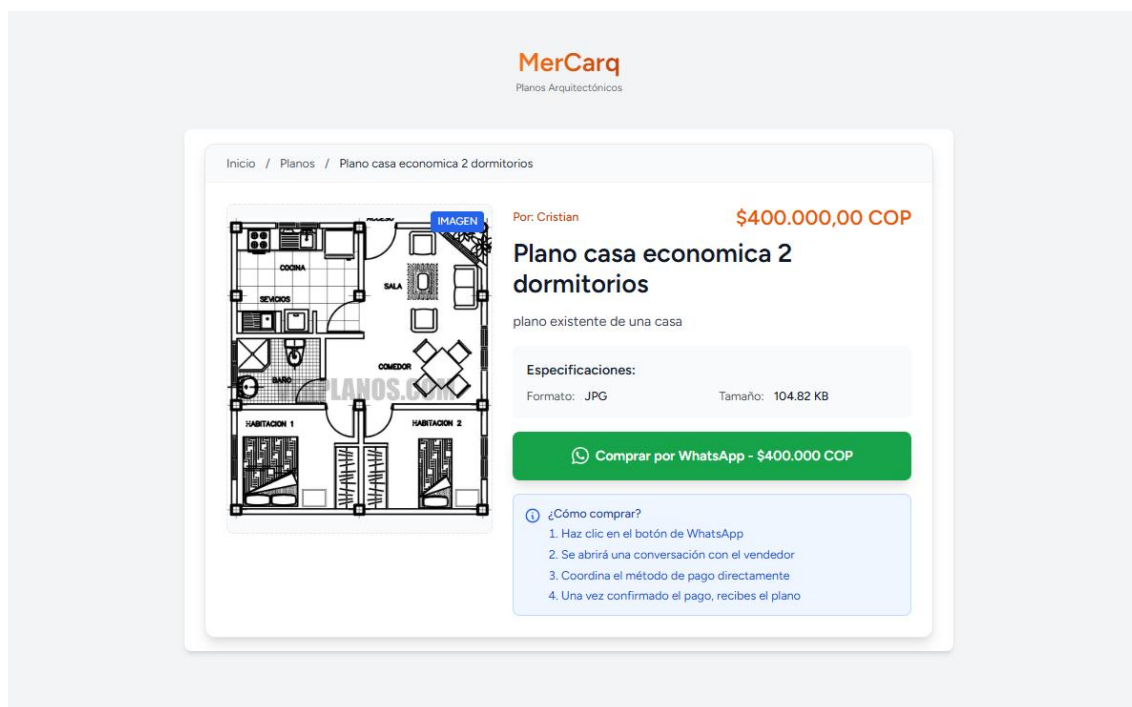 MerCarq
Planos Arquitectónicos
Inicio / Planos / Plano casa economica 2 dormitorios
IMAGEN
COCINA
SALA
SEVICIOS
COMEDOR
BAÑO
PLANOS.COM
HABITACION 1
HABITACION 2
Por: Cristian
$400.000,00 COP
Plano casa economica 2
dormitorios
plano existente de una casa
Especificaciones:
Formato: JPG
Tamaño: 104.82 KB
Comprar por WhatsApp - $400.000 COP
¿Cómo comprar?
1. Haz clic en el botón de WhatsApp
2. Se abrirá una conversación con el vendedor
3. Coordina el método de pago directamente
4. Una vez confirmado el pago, recibes el plano